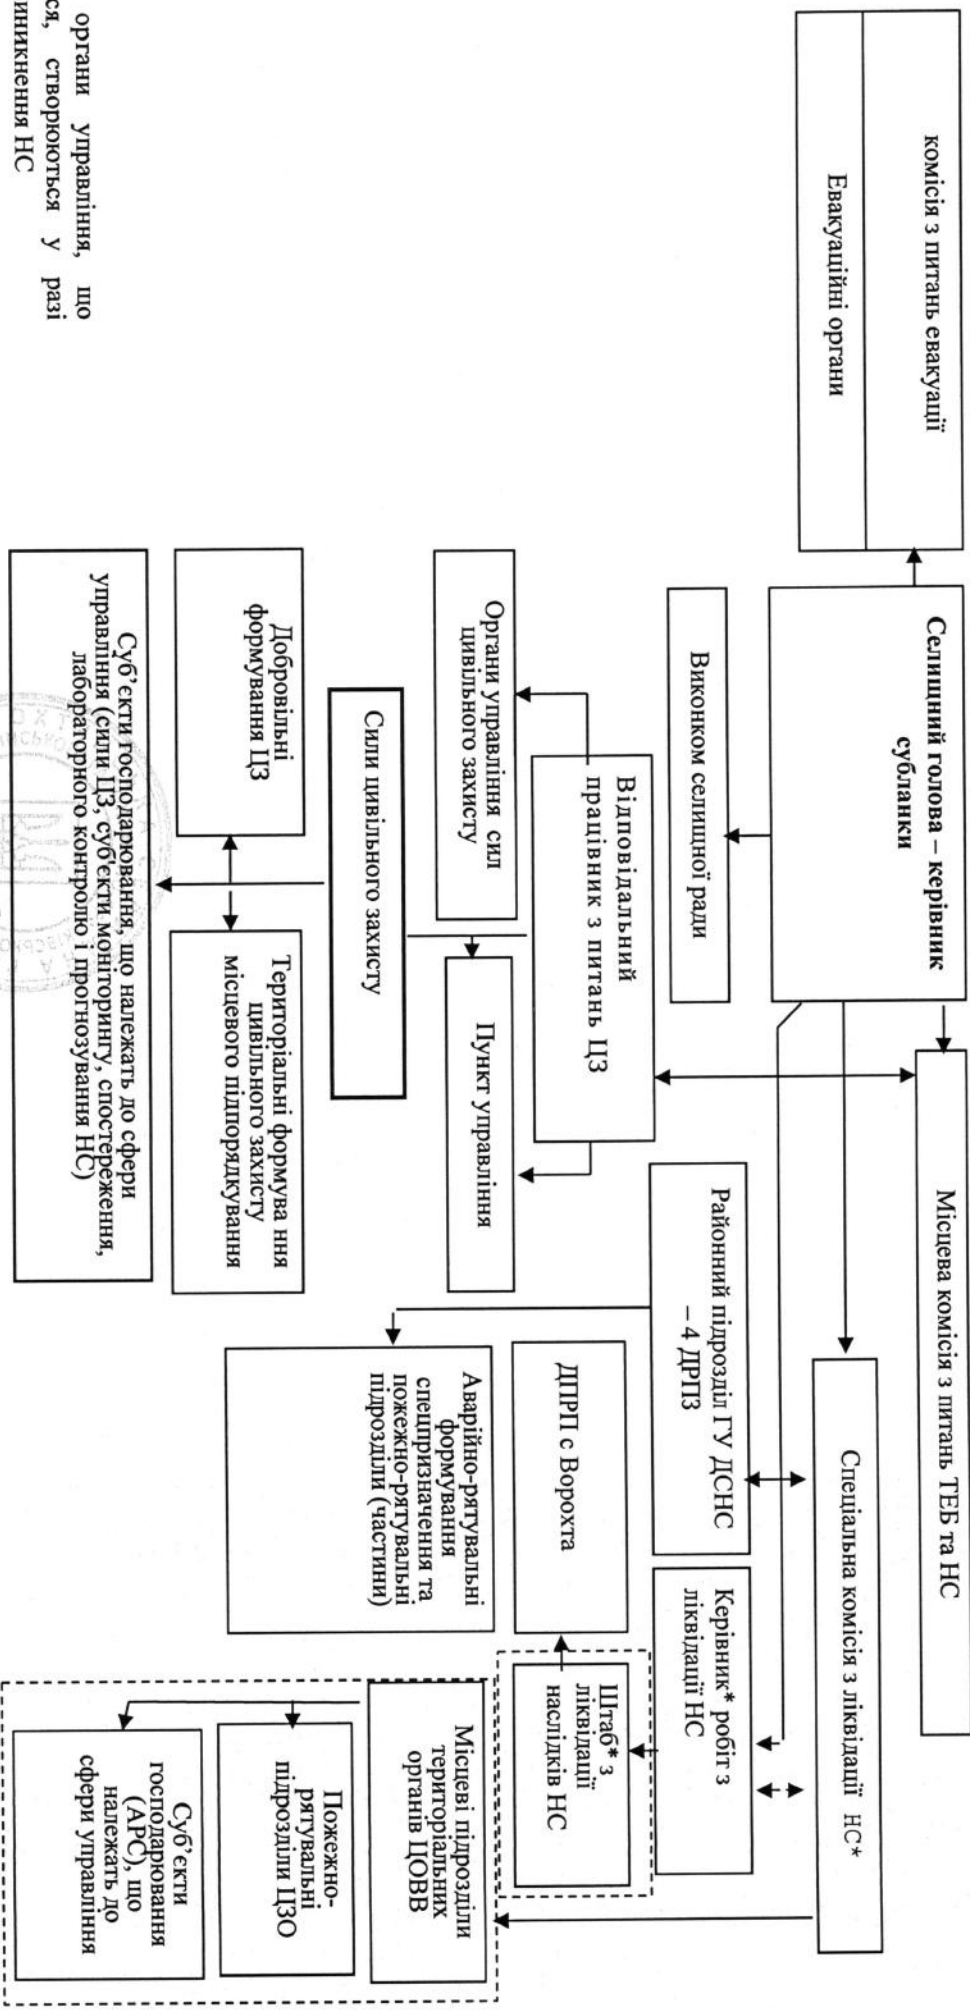 комісія з питань евакуації
Евакуаційні органи
Селищний голова – керівник
субланки
Виконком селищної ради
Місцева комісія з питань ТЕБ та НС
Спеціальна комісія з ліквідації НС*
Відповідальний
працівник з питань ЦЗ
Органи управління сил
цивільного захисту
Пункт управління
Районний підрозділ ГУ ДСНС
– 4 ДРПЗ
Керівник* робіт з
ліквідації НС
ДПРП с Ворохта
Штаб* з
ліквідації
наслідків НС
Сили цивільного захисту
Аварійно-рятувальні
формування
спецпризначення та
пожежно-рятувальні
підрозділи (частини)
Місцеві підрозділи
територіальних
органів ЦОВВ
Добровільні
формування ЦЗ
Територіальні формува ння
цивільного захисту
місцевого підпорядкування
Пожежно-
рятувальні
підрозділи ЦЗО
Суб’єкти господарювання, що належать до сфери
управління (сили ЦЗ, суб'єкти моніторингу, спостереження,
лабораторного контролю і прогнозування НС)
Суб’єкти
господарювання
(АРС), що
належать до
сфери управління
органи управління, що
ся, створюються у разі
иникнення НС